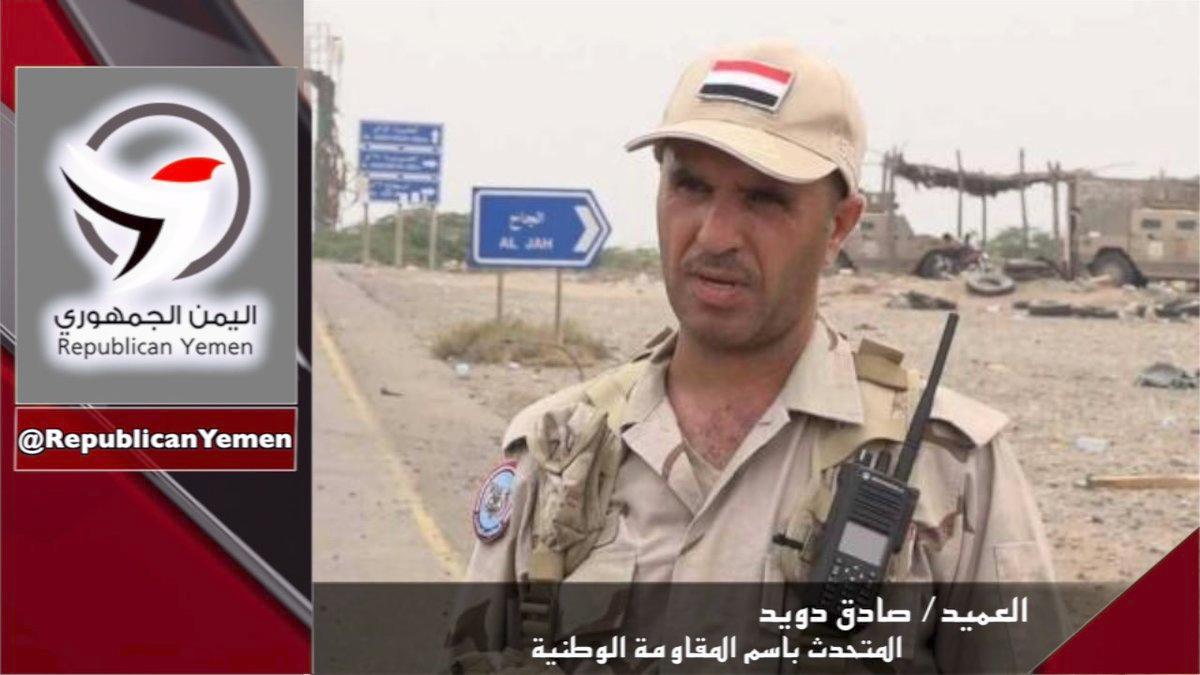 اليمن الجمهوري
Republican Yemen
@RepublicanYemen
الجاح
AL JAH
العميد/ صادق دويد
المتحدث باسم المقاومة الوطنية